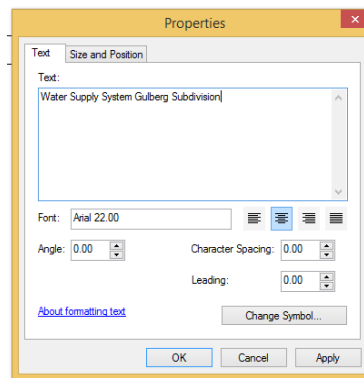 Properties
Text Size and Position
Text:
Water Supply System Gulberg Subdivision
Font: Arial 22.00
Angle: 0.00 Character Spacing: 0.00
Leading: 0.00
About formatting text Change Symbol...
OK Cancel Apply